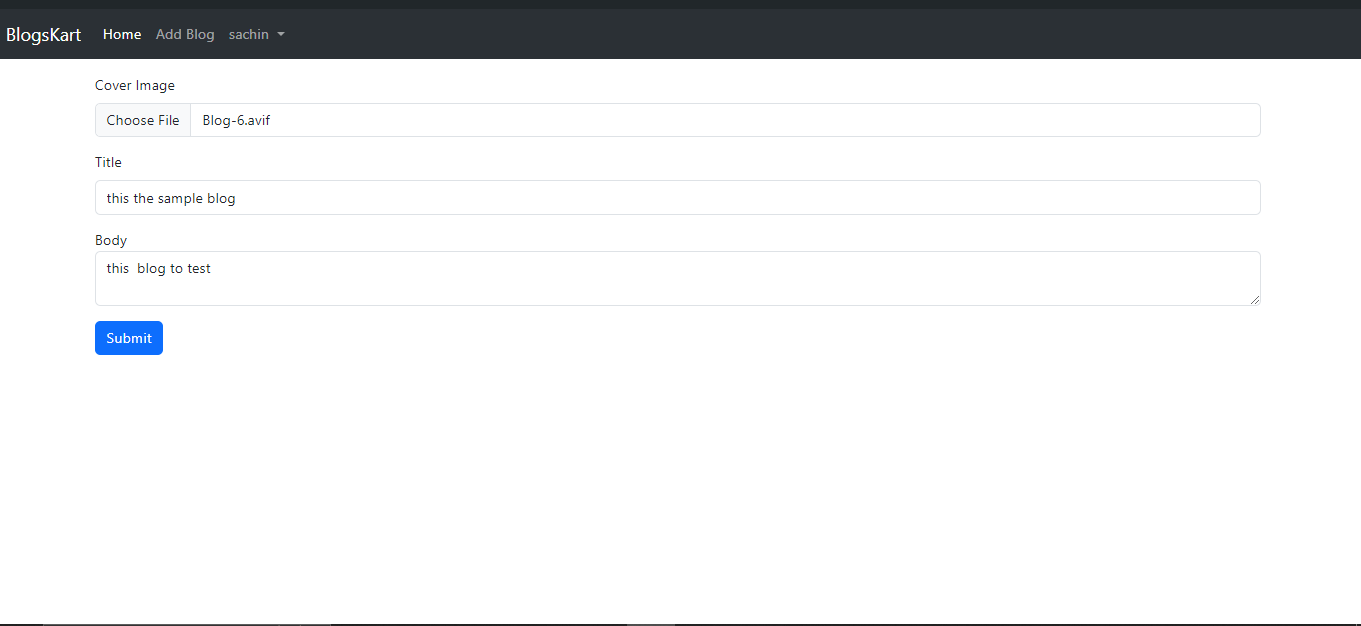 BlogsKart Home Add Blog sachin
Cover Image
Choose File Blog-6.avif
Title
this the sample blog
Body
this  blog to test
Submit